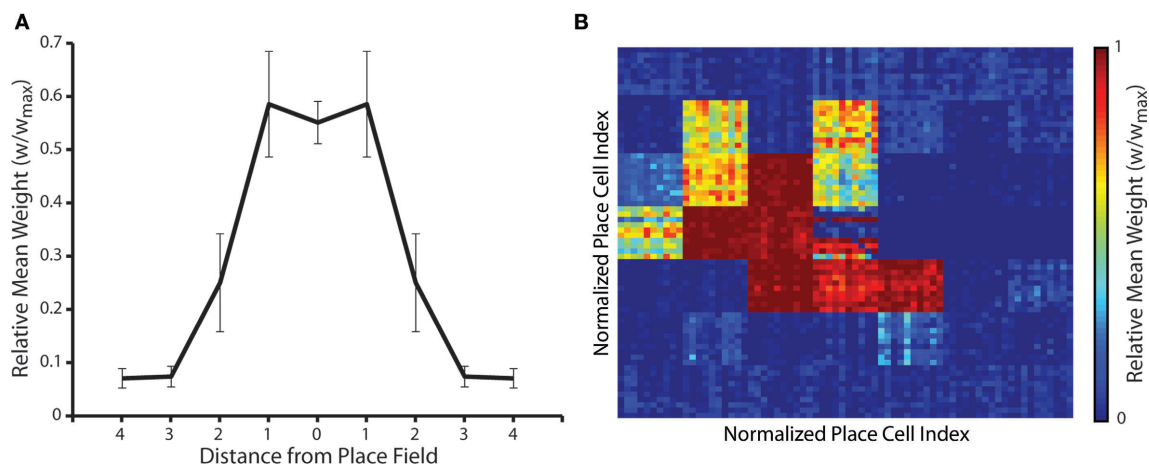 A
0.7
0.6
0.5
0.4
0.3
0.2
0.1
0
Relative Mean Weight (w/wmax)
4 3 2 1 0 1 2 3 4
Distance from Place Field
B
Normalized Place Cell Index
Normalized Place Cell Index
1
0
Relative Mean Weight (w/wmax)